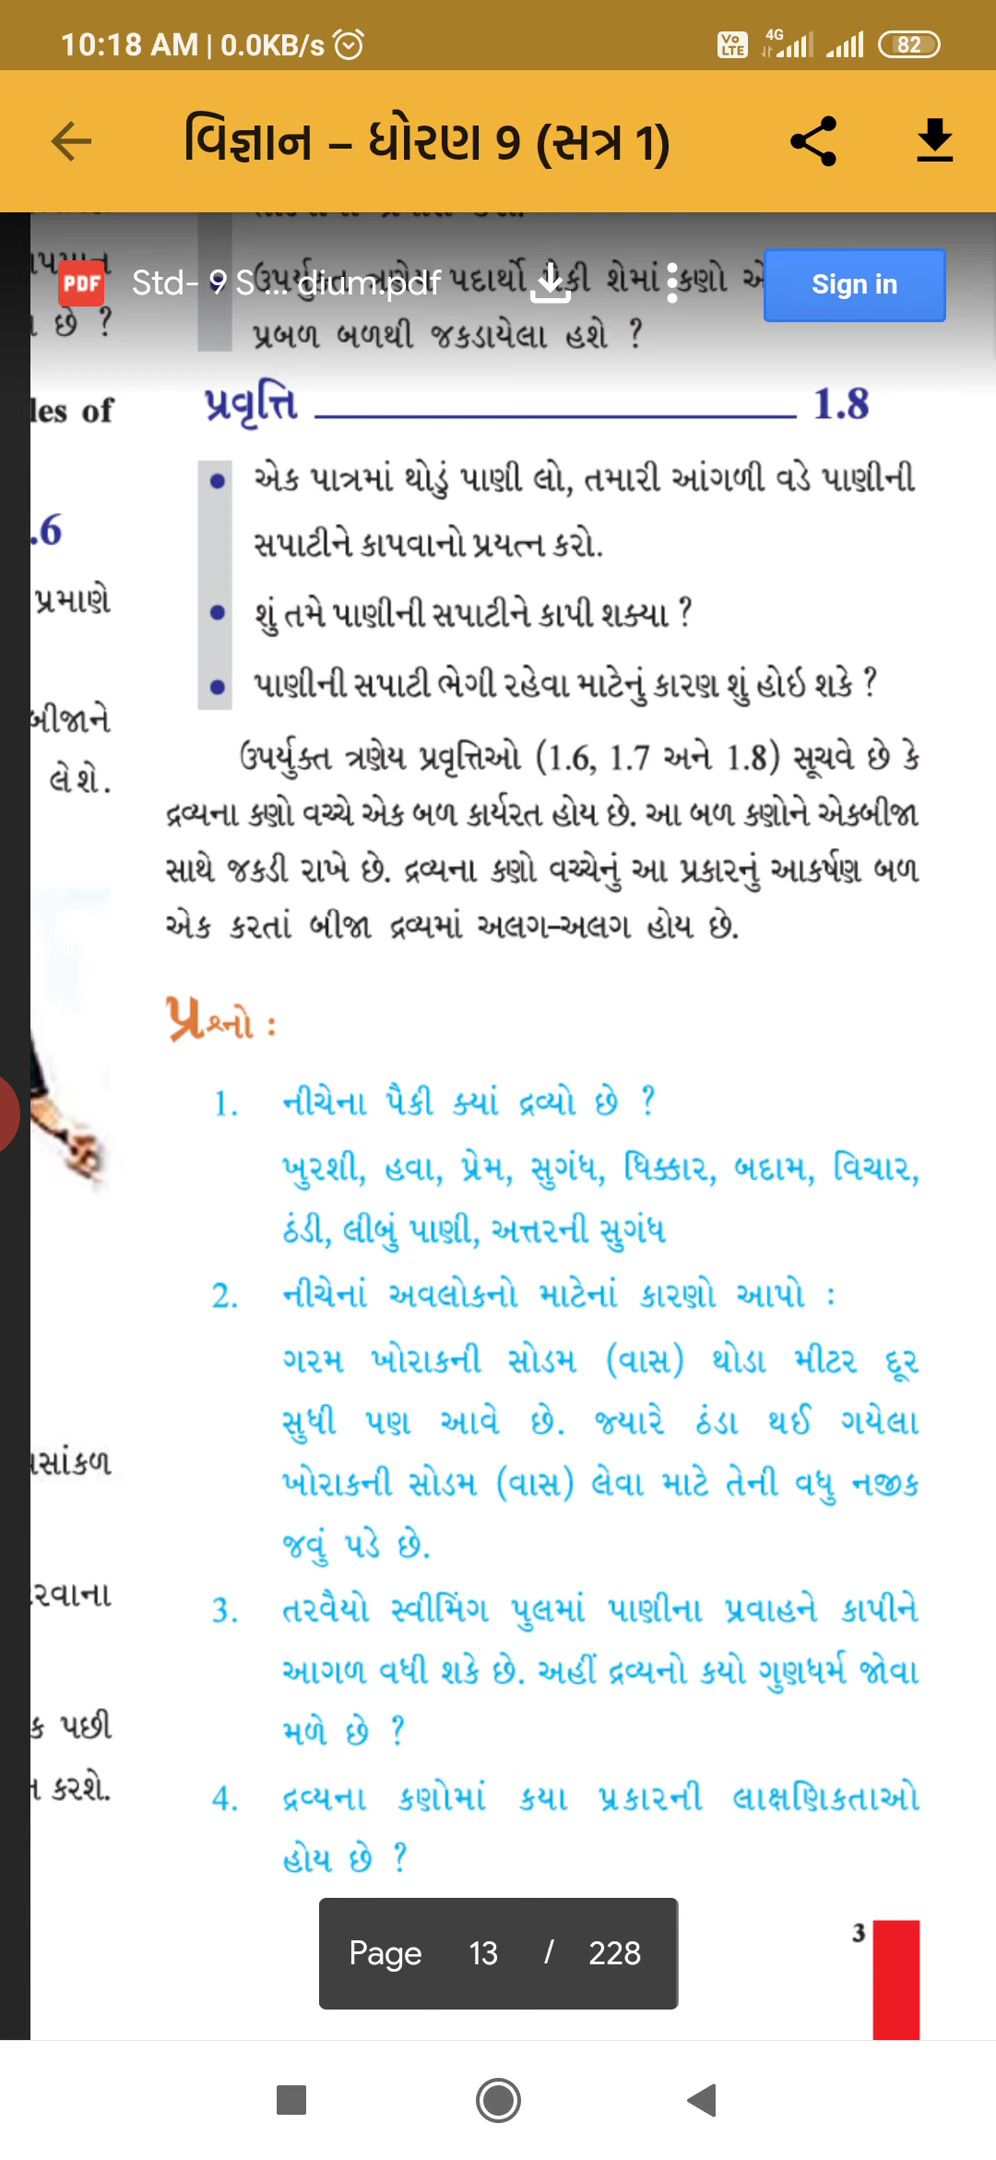 10:18 AM | 0.0KB/s
Vo LTE 4G 82
વિજ્ઞાન – ધોરણ 9 (સત્ર 1)
PDF Std- 9 S ... dium.pdf Sign in
પદાર્થો પૈકી શેમાં કણો
છે ? પ્રબળ બળથી જકડાયેલા હશે ?
les of
પ્રવૃત્તિ 1.8
એક પાત્રમાં થોડું પાણી લો, તમારી આંગળી વડે પાણીની
.6
સપાટીને કાપવાનો પ્રયત્ન કરો.
પ્રમાણે
શું તમે પાણીની સપાટીને કાપી શક્યા ?
પાણીની સપાટી ભેગી રહેવા માટેનું કારણ શું હોઇ શકે ?
બીજાને
લેશે.
ઉપર્યુક્ત ત્રણેય પ્રવૃત્તિઓ (1.6, 1.7 અને 1.8) સૂચવે છે કે
દ્રવ્યના કણો વચ્ચે એક બળ કાર્યરત હોય છે. આ બળ કણોને એકબીજા
સાથે જકડી રાખે છે. દ્રવ્યના કણો વચ્ચેનું આ પ્રકારનું આકર્ષણ બળ
એક કરતાં બીજા દ્રવ્યમાં અલગ-અલગ હોય છે.
પ્રશ્નો :
1. નીચેના પૈકી ક્યાં દ્રવ્યો છે ?
ખુરશી, હવા, પ્રેમ, સુગંધ, ધિક્કાર, બદામ, વિચાર,
ઠંડી, લીબું પાણી, અત્તરની સુગંધ
2. નીચેનાં અવલોકનો માટેનાં કારણો આપો :
ગરમ ખોરાકની સોડમ (વાસ) થોડા મીટર દૂર
સુધી પણ આવે છે. જ્યારે ઠંડા થઈ ગયેલા
ખોરાકની સોડમ (વાસ) લેવા માટે તેની વધુ નજીક
જવું પડે છે.
સાંકળ
રવાના
3. તરવૈયો સ્વીમિંગ પુલમાં પાણીના પ્રવાહને કાપીને
આગળ વધી શકે છે. અહીં દ્રવ્યનો કયો ગુણધર્મ જોવા
મળે છે ?
ક પછી
કરશે.
4. દ્રવ્યના કણોમાં કયા પ્રકારની લાક્ષણિકતાઓ
હોય છે ?
Page 13 / 228
3